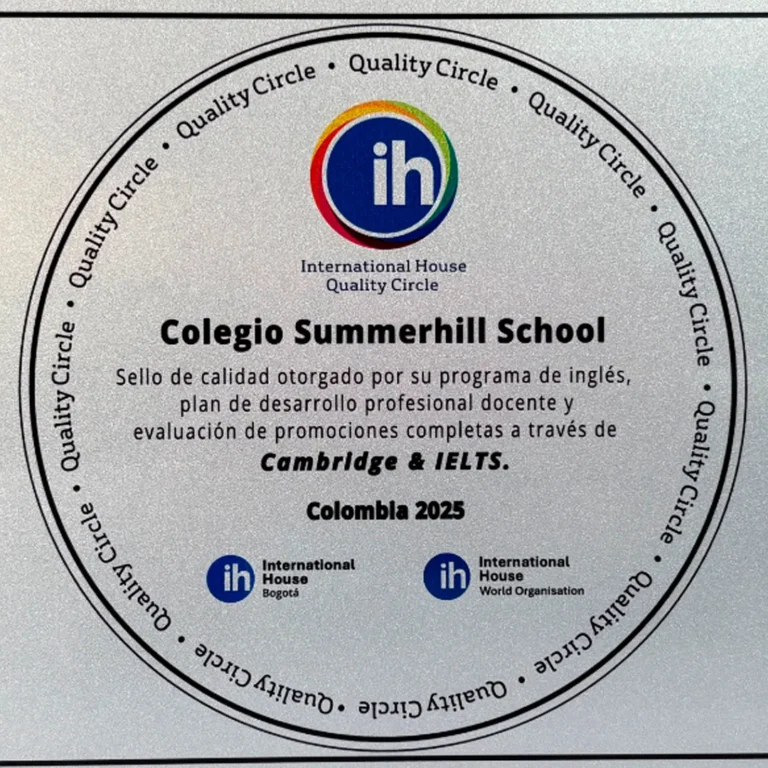 Quality Circle • Quality Circle • Quality Circle • Quality Circle • Quality Circle • Quality Circle • Quality Circle • Quality Circle • Quality Circle • Quality Circle • Quality Circle •
ih
International House
Quality Circle
Colegio Summerhill School
Sello de calidad otorgado por su programa de inglés,
plan de desarrollo profesional docente y
evaluación de promociones completas a través de
Cambridge & IELTS.
Colombia 2025
ih International House Bogotá
ih International House World Organisation